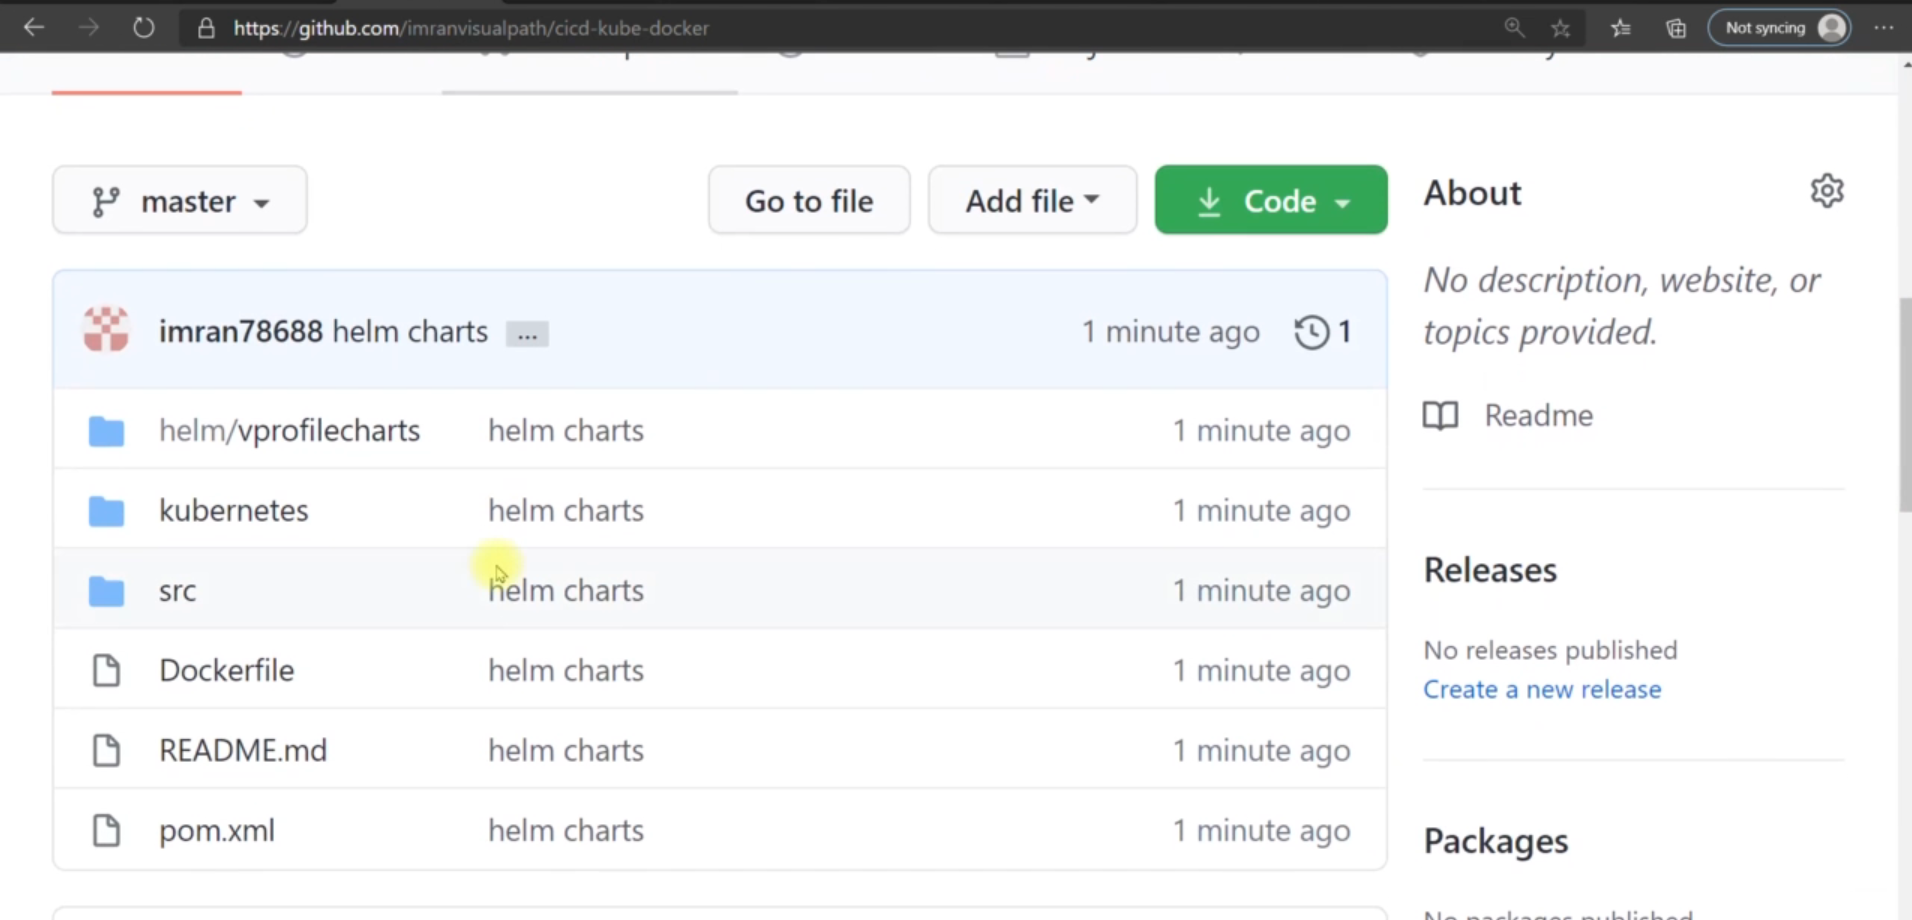 https://github.com/imranvisualpath/cicd-kube-docker
Not syncing
master
Go to file
Add file
Code
imran78688 helm charts ...
1 minute ago
1
helm/vprofilecharts helm charts 1 minute ago
kubernetes helm charts 1 minute ago
src helm charts 1 minute ago
Dockerfile helm charts 1 minute ago
README.md helm charts 1 minute ago
pom.xml helm charts 1 minute ago
About
No description, website, or
topics provided.
Readme
Releases
No releases published
Create a new release
Packages
No packages published